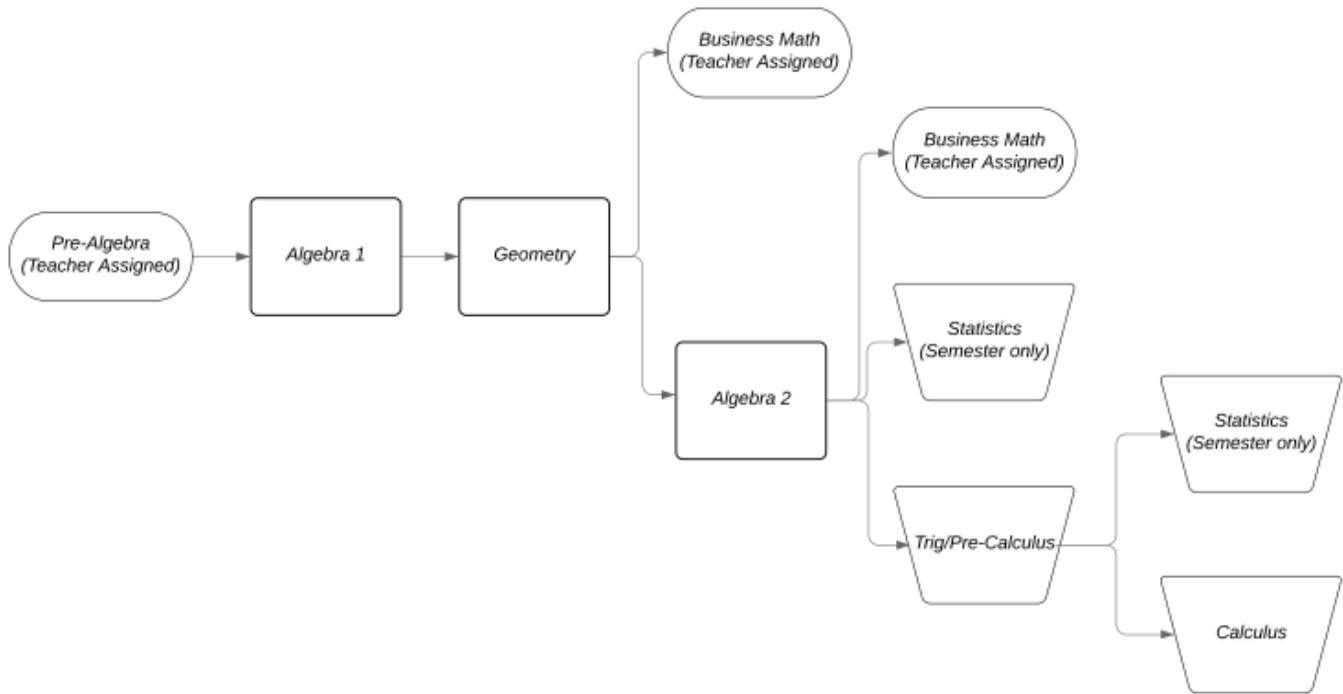 Business Math
(Teacher Assigned)
Business Math
(Teacher Assigned)
Pre-Algebra
(Teacher Assigned)
Algebra 1
Geometry
Statistics
(Semester only)
Algebra 2
Statistics
(Semester only)
Trig/Pre-Calculus
Calculus